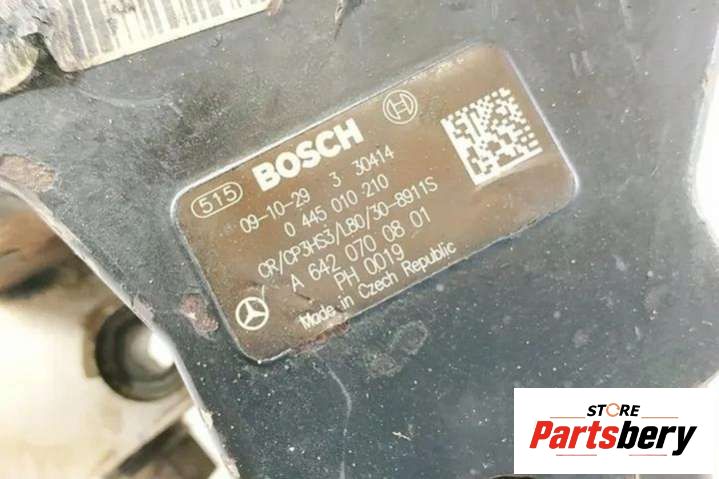 515 BOSCH
09-10-29 3 30414
0 445 010 210
CR/CP3HS3/L80/30-8911S
A 642 070 08 01
PH 0019
Made in Czech Republic
STORE
Partsbery